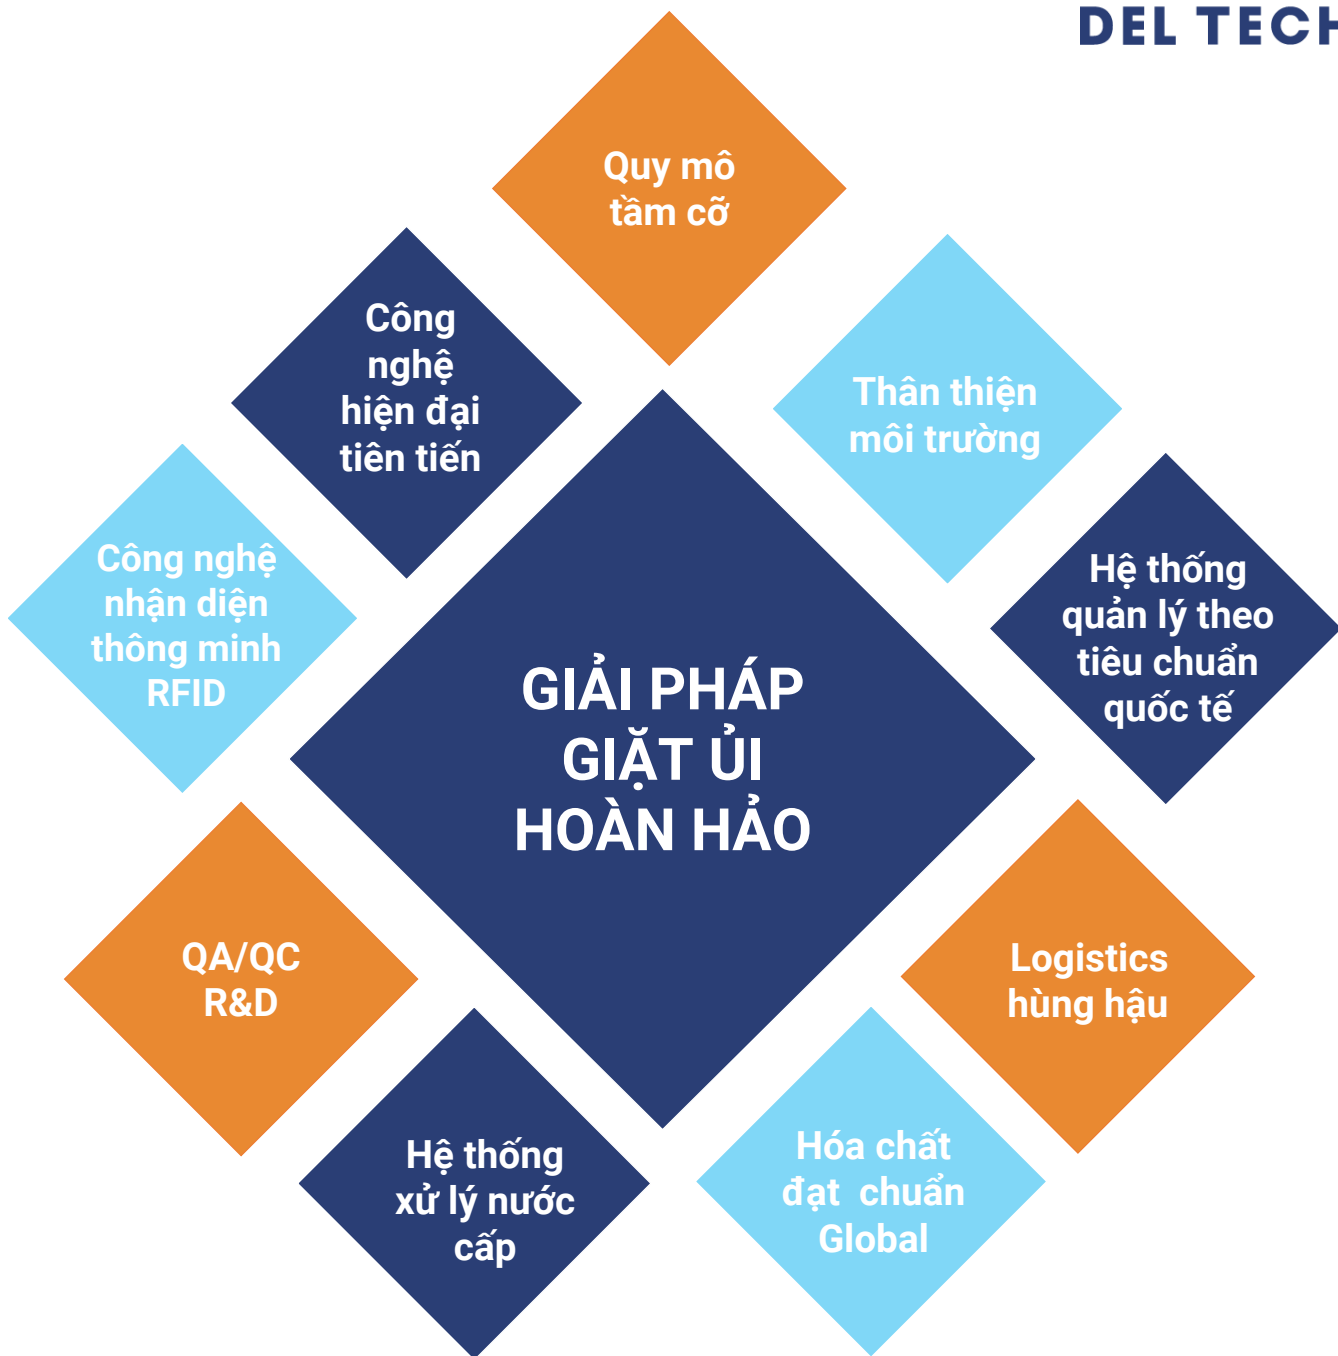 DEL TECH
Quy mô
tầm cỡ
Công
nghệ
hiện đại
tiên tiến
Thân thiện
môi trường
Công nghệ
nhận diện
thông minh
RFID
Hệ thống
quản lý theo
tiêu chuẩn
quốc tế
GIẢI PHÁP
GIẶT ỦI
HOÀN HẢO
QA/QC
R&D
Logistics
hùng hậu
Hệ thống
xử lý nước
cấp
Hóa chất
đạt  chuẩn
Global